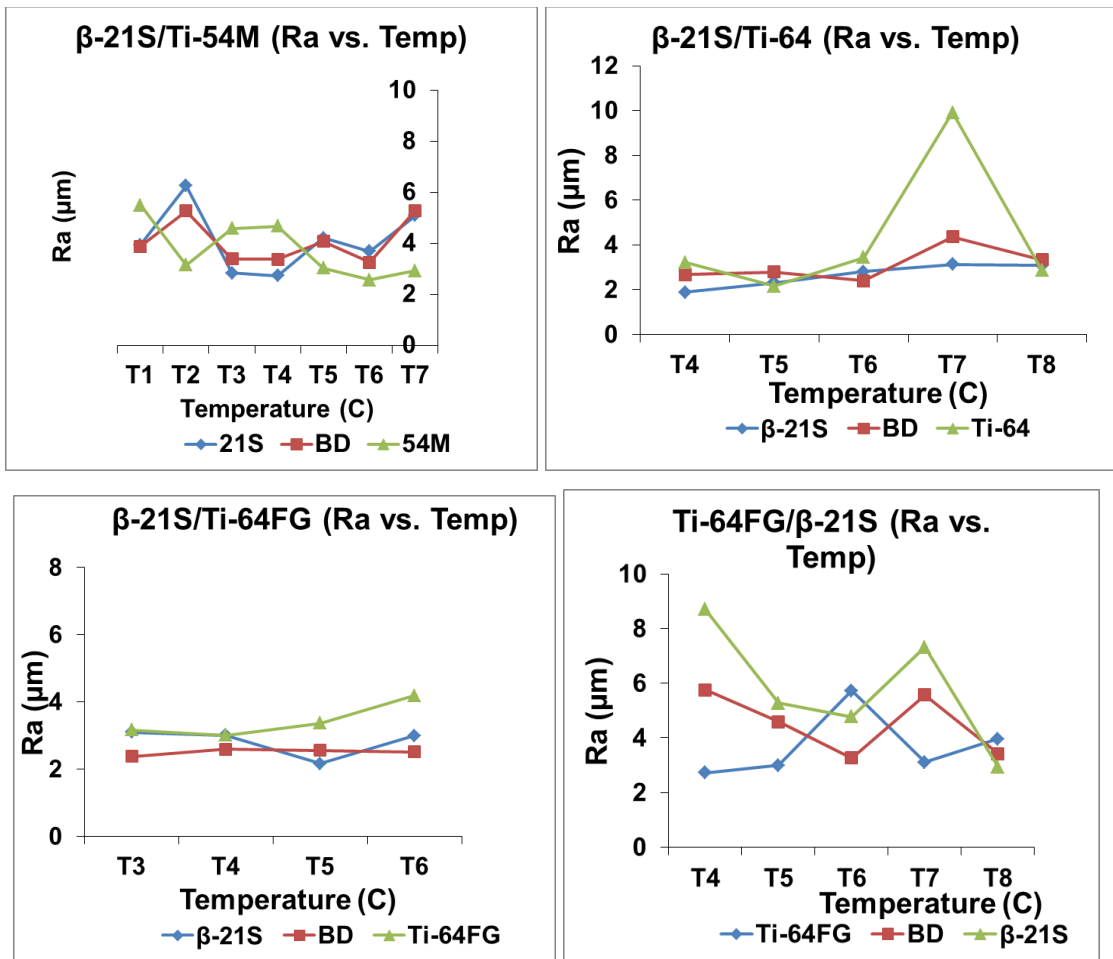 β-21S/Ti-54M (Ra vs. Temp)
10
8
6
4
2
0
Ra (µm)
T1 T2 T3 T4 T5 T6 T7
Temperature (C)
21S BD 54M
β-21S/Ti-64 (Ra vs. Temp)
12
10
8
6
4
2
0
Ra (µm)
T4 T5 T6 T7 T8
Temperature (C)
β-21S BD Ti-64
β-21S/Ti-64FG (Ra vs. Temp)
8
6
4
2
0
Ra (µm)
T3 T4 T5 T6
Temperature (C)
β-21S BD Ti-64FG
Ti-64FG/β-21S (Ra vs.
Temp)
10
8
6
4
2
0
Ra (µm)
T4 T5 T6 T7 T8
Temperature (C)
Ti-64FG BD β-21S